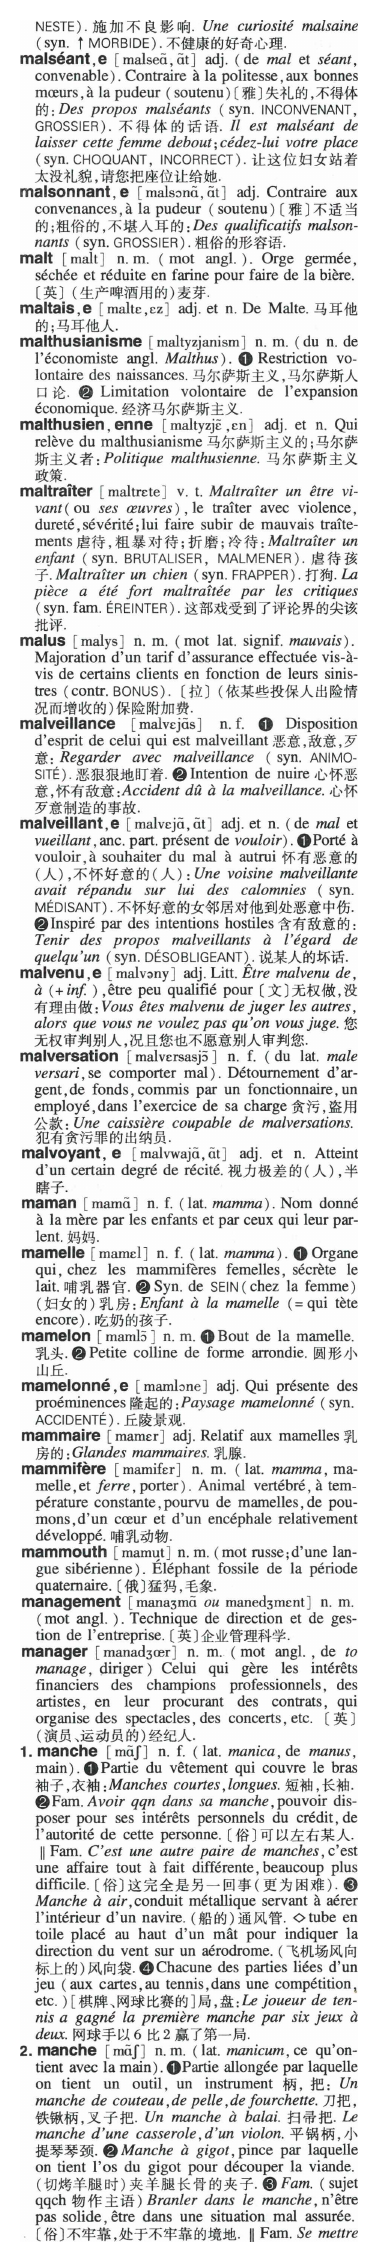 NESTE). 施加不良影响. Une curiosité malsaine
(syn. ↑MORBIDE). 不健康的好奇心理.
malséant,e [malseɑ̃,ɑ̃t] adj. (de mal et séant,
convenable). Contraire à la politesse,aux bonnes
mœurs,à la pudeur (soutenu)〔雅〕失礼的,不得体
的:Des propos malséants (syn. INCONVENANT,
GROSSIER). 不得体的话语. Il est malséant de
laisser cette femme debout;cédez-lui votre place
(syn. CHOQUANT, INCORRECT). 让这位妇女站着
太没礼貌,请您把座位让给她.
malsonnant,e [malsɔnɑ̃,ɑ̃t] adj. Contraire aux
convenances,à la pudeur (soutenu)〔雅〕不适当
的;粗俗的,不堪入耳的:Des qualificatifs malson-
nants (syn. GROSSIER). 粗俗的形容语.
malt [malt] n. m. (mot angl.). Orge germée,
séchée et réduite en farine pour faire de la bière.
〔英〕(生产啤酒用的)麦芽.
maltais,e [maltɛ,ɛz] adj. et n. De Malte. 马耳他
的;马耳他人.
malthusianisme [maltyzjanism] n. m. (du n. de
l'économiste angl. Malthus). ❶ Restriction vo-
lontaire des naissances. 马尔萨斯主义,马尔萨斯人
口论. ❷ Limitation volontaire de l'expansion
économique. 经济马尔萨斯主义.
malthusien,enne [maltyzjɛ̃,ɛn] adj. et n. Qui
relève du malthusianisme 马尔萨斯主义的;马尔萨
斯主义者:Politique malthusienne. 马尔萨斯主义
政策.
maltraîter [maltrɛte] v. t. Maltraîter un être vi-
vant(ou ses œuvres),le traîter avec violence,
dureté,sévérité;lui faire subir de mauvais traîte-
ments 虐待,粗暴对待;折磨;冷待:Maltraîter un
enfant (syn. BRUTALISER, MALMENER). 虐待孩
子. Maltraîter un chien (syn. FRAPPER). 打狗. La
pièce a été fort maltraîtée par les critiques
(syn. fam. ÉREINTER). 这部戏受到了评论界的尖该
批评.
malus [malys] n. m. (mot lat. signif. mauvais).
Majoration d'un tarif d'assurance effectuée vis-à-
vis de certains clients en fonction de leurs sinis-
tres (contr. BONUS).〔拉〕(依某些投保人出险情
况而增收的)保险附加费.
malveillance [malvɛjɑ̃s] n. f. ❶ Disposition
d'esprit de celui qui est malveillant 恶意,敌意,歹
意: Regarder avec malveillance (syn. ANIMO-
SITÉ). 恶狠狠地盯着. ❷ Intention de nuire 心怀恶
意,怀有敌意:Accident dû à la malveillance. 心怀
歹意制造的事故.
malveillant,e [malvɛjɑ̃,ɑ̃t] adj. et n. (de mal et
vueillant,anc. part. présent de vouloir). ❶Porté à
vouloir,à souhaiter du mal à autrui 怀有恶意的
(人),不怀好意的(人):Une voisine malveillante
avait répandu sur lui des calomnies (syn.
MÉDISANT). 不怀好意的女邻居对他到处恶意中伤.
❷Inspiré par des intentions hostiles 含有敌意的:
Tenir des propos malveillants à l'égard de
quelqu'un (syn. DÉSOBLIGEANT). 说某人的坏话.
malvenu,e [malvəny] adj. Litt. Être malvenu de,
à (+inf.),être peu qualifié pour〔文〕无权做,没
有理由做:Vous êtes malvenu de juger les autres,
alors que vous ne voulez pas qu'on vous juge. 您
无权审判别人,况且您也不愿意别人审判您.
malversation [malvɛrsasjɔ̃] n. f. (du lat. male
versari,se comporter mal). Détournement d'ar-
gent,de fonds,commis par un fonctionnaire,un
employé,dans l'exercice de sa charge 贪污,盗用
公款:Une caissière coupable de malversations.
犯有贪污罪的出纳员.
malvoyant,e [malvwajɑ̃,ɑ̃t] adj. et n. Atteint
d'un certain degré de récité. 视力极差的(人),半
瞎子.
maman [mamɑ̃] n. f. (lat. mamma). Nom donné
à la mère par les enfants et par ceux qui leur par-
lent. 妈妈.
mamelle [mamɛl] n. f. (lat. mamma). ❶ Organe
qui, chez les mammifères femelles, sécrète le
lait. 哺乳器官. ❷ Syn. de SEIN(chez la femme)
(妇女的)乳房:Enfant à la mamelle (=qui tète
encore). 吃奶的孩子.
mamelon [mamlɔ̃] n. m. ❶ Bout de la mamelle.
乳头. ❷ Petite colline de forme arrondie. 圆形小
山丘.
mamelonné,e [mamlɔne] adj. Qui présente des
proéminences 隆起的:Paysage mamelonné (syn.
ACCIDENTÉ). 丘陵景观.
mammaire [mamɛr] adj. Relatif aux mamelles 乳
房的:Glandes mammaires. 乳腺.
mammifère [mamifɛr] n. m. (lat. mamma, ma-
melle,et ferre,porter). Animal vertébré,à tem-
pérature constante,pourvu de mamelles,de pou-
mons,d'un cœur et d'un encéphale relativement
développé. 哺乳动物.
mammouth [mamut] n. m. (mot russe;d'une lan-
gue sibérienne). Éléphant fossile de la période
quaternaire.〔俄〕猛犸,毛象.
management [manaʒmɑ̃ ou manedʒmɛnt] n. m.
(mot angl.). Technique de direction et de ges-
tion de l'entreprise.〔英〕企业管理科学.
manager [manadʒœr] n. m. (mot angl., de to
manage, diriger) Celui qui gère les intérêts
financiers des champions professionnels, des
artistes, en leur procurant des contrats, qui
organise des spectacles, des concerts, etc.〔英〕
(演员、运动员的)经纪人.
1. manche [mɑ̃ʃ] n. f. (lat. manica, de manus,
main). ❶Partie du vêtement qui couvre le bras
袖子,衣袖:Manches courtes,longues. 短袖,长袖.
❷Fam. Avoir qqn dans sa manche,pouvoir dis-
poser pour ses intérêts personnels du crédit,de
l'autorité de cette personne.〔俗〕可以左右某人.
‖ Fam. C'est une autre paire de manches,c'est
une affaire tout à fait différente,beaucoup plus
difficile.〔俗〕这完全是另一回事(更为困难). ❸
Manche à air,conduit métallique servant à aérer
l'intérieur d'un navire. (船的)通风管. ◇tube en
toile placé au haut d'un mât pour indiquer la
direction du vent sur un aérodrome. (飞机场风向
标上的)风向袋. ❹Chacune des parties liées d'un
jeu (aux cartes,au tennis,dans une compétition,
etc.)[棋牌、网球比赛的]局,盘:Le joueur de ten-
nis a gagné la première manche par six jeux à
deux. 网球手以 6 比 2 赢了第一局.
2. manche [mɑ̃ʃ] n. m. (lat. manicum,ce qu'on-
tient avec la main). ❶Partie allongée par laquelle
on tient un outil, un instrument 柄, 把: Un
manche de couteau,de pelle,de fourchette. 刀把,
铁锹柄,叉子把. Un manche à balai. 扫帚把. Le
manche d'une casserole,d'un violon. 平锅柄,小
提琴琴颈. ❷ Manche à gigot,pince par laquelle
on tient l'os du gigot pour découper la viande.
(切烤羊腿时)夹羊腿长骨的夹子. ❸ Fam. (sujet
qqch 物作主语) Branler dans le manche,n'être
pas solide,être dans une situation mal assurée.
〔俗〕不牢靠,处于不牢靠的境地. ‖ Fam. Se mettre